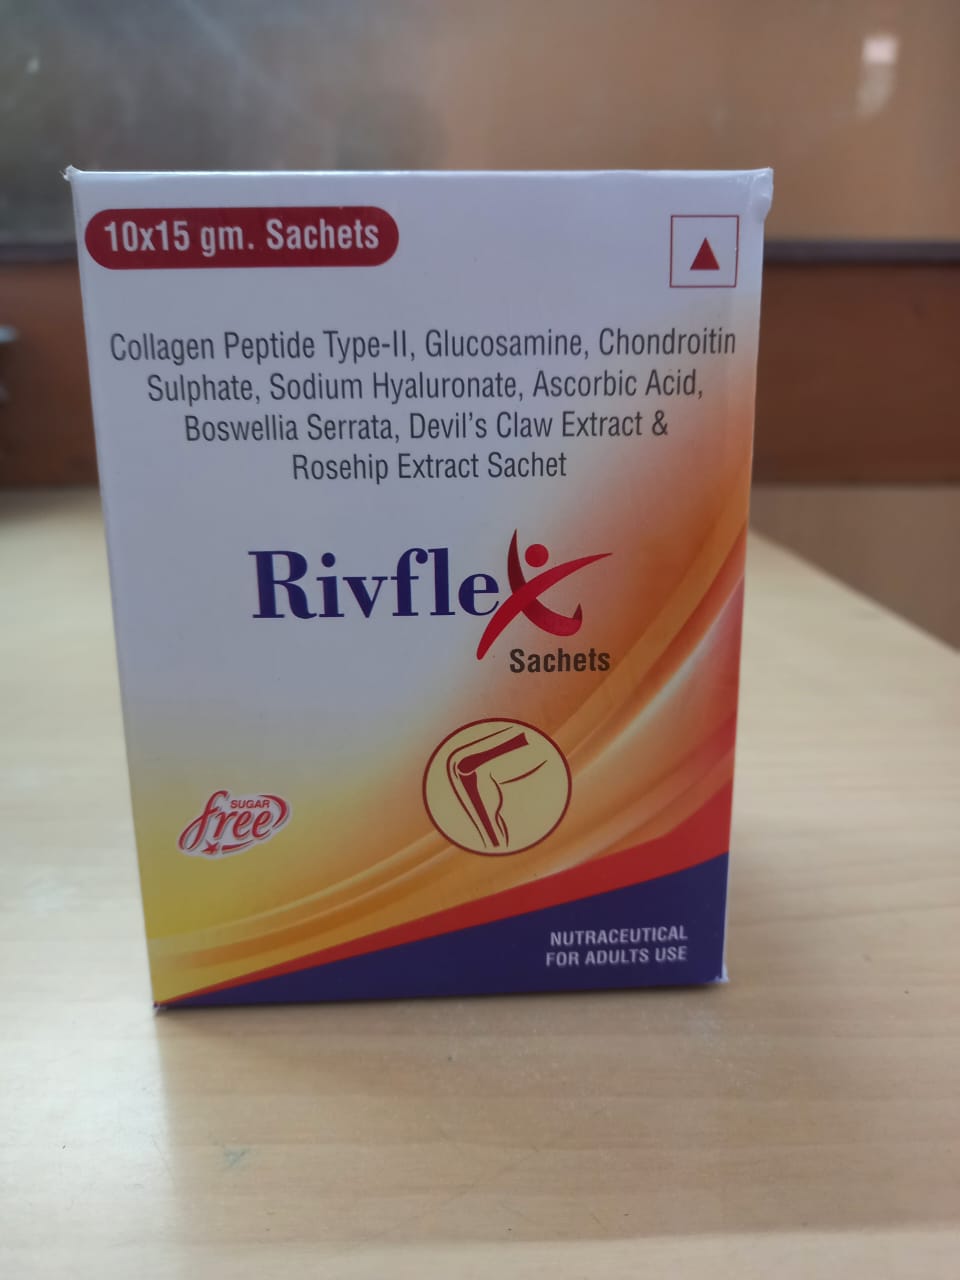 10x15 gm. Sachets
Collagen Peptide Type-II, Glucosamine, Chondroitin
Sulphate, Sodium Hyaluronate, Ascorbic Acid,
Boswellia Serrata, Devil's Claw Extract &
Rosehip Extract Sachet
Rivflex
Sachets
SUGAR
free
NUTRACEUTICAL
FOR ADULTS USE